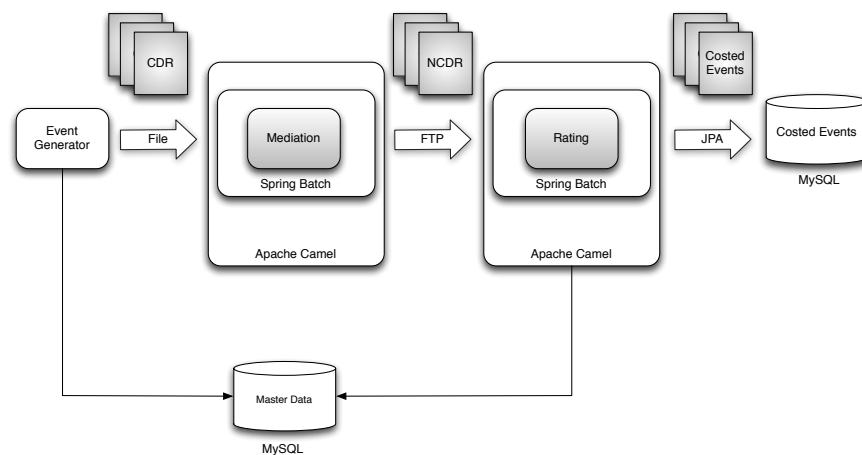 CDR
NCDR
Costed
Events
Event
Generator
File
Mediation
Spring Batch
Apache Camel
FTP
Rating
Spring Batch
Apache Camel
JPA
Costed Events
MySQL
Master Data
MySQL